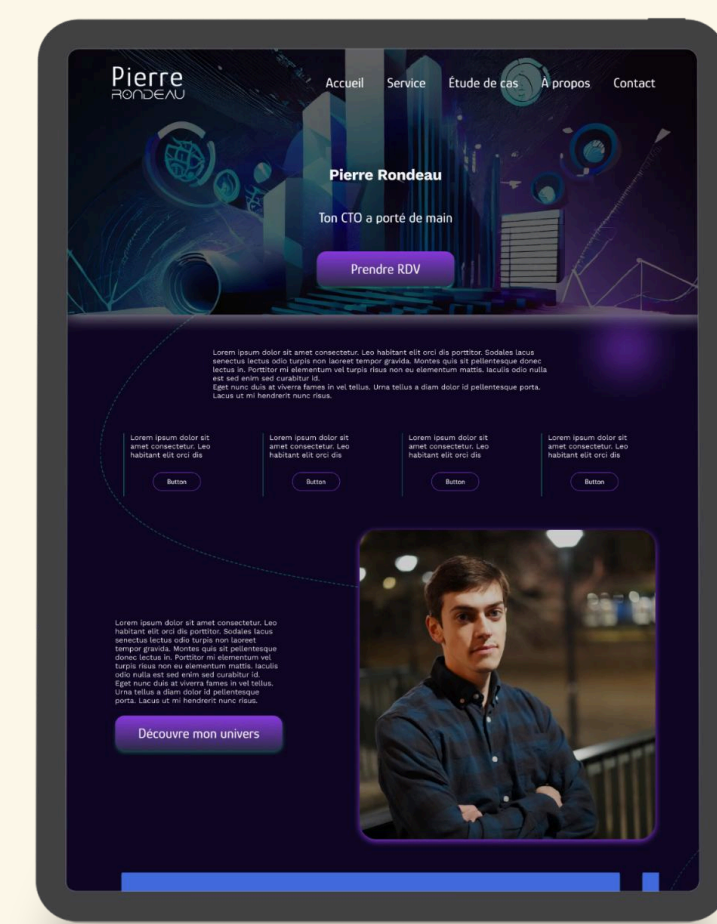 Pierre
RONDEAU
Accueil Service Étude de cas À propos Contact
Pierre Rondeau
Ton CTO a porté de main
Prendre RDV
Lorem ipsum dolor sit amet consectetur. Leo habitant elit orci dis porttitor. Sodales lacus
senectus lectus odio turpis non laoreet tempor gravida. Montes quis sit pellentesque donec
lectus in. Porttitor mi elementum vel turpis risus non eu elementum mattis. Iaculis odio nulla
est sed enim sed curabitur id.
Eget nunc duis at viverra fames in vel tellus. Urna tellus a diam dolor id pellentesque porta.
Lacus ut mi hendrerit nunc risus.
Lorem ipsum dolor sit
amet consectetur. Leo
habitant elit orci dis
Button
Lorem ipsum dolor sit
amet consectetur. Leo
habitant elit orci dis
Button
Lorem ipsum dolor sit
amet consectetur. Leo
habitant elit orci dis
Button
Lorem ipsum dolor sit
amet consectetur. Leo
habitant elit orci dis
Button
Lorem ipsum dolor sit amet consectetur. Leo
habitant elit orci dis porttitor. Sodales lacus
senectus lectus odio turpis non laoreet
tempor gravida. Montes quis sit pellentesque
donec lectus in. Porttitor mi elementum vel
turpis risus non eu elementum mattis. Iaculis
odio nulla est sed enim sed curabitur id.
Eget nunc duis at viverra fames in vel tellus.
Urna tellus a diam dolor id pellentesque
porta. Lacus ut mi hendrerit nunc risus.
Découvre mon univers